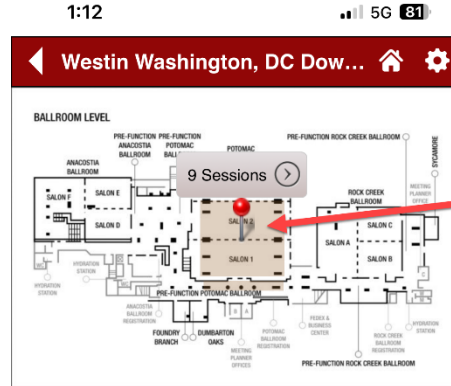 1:12
5G 81
Westin Washington, DC Dow...
BALLROOM LEVEL
PRE-FUNCTION
ANACOSTIA
BALLROOM
PRE-FUNCTION
POTOMAC
POTOMAC
PRE-FUNCTION ROCK CREEK BALLROOM
SYCAMORE
ANACOSTIA
BALLROOM
9 Sessions
ROCK CREEK
BALLROOM
MEETING
PLANNER
OFFICE
SALON F
SALON E
SALON D
SALON 2
SALON 1
SALON A
SALON C
SALON B
HYDRATION
STATION
HYDRATION
STATION
PRE-FUNCTION POTOMAC BALLROOM
ANACOSTIA
BALLROOM
REGISTRATION
FOUNDRY
BRANCH
DUMBARTON
OAKS
B A
C
MEETING
PLANNER
OFFICES
POTOMAC
BALLROOM
REGISTRATION
FEDEX &
BUSINESS
CENTER
ROCK CREEK
BALLROOM
REGISTRATION
HYDRATION
STATION
PRE-FUNCTION ROCK CREEK BALLROOM